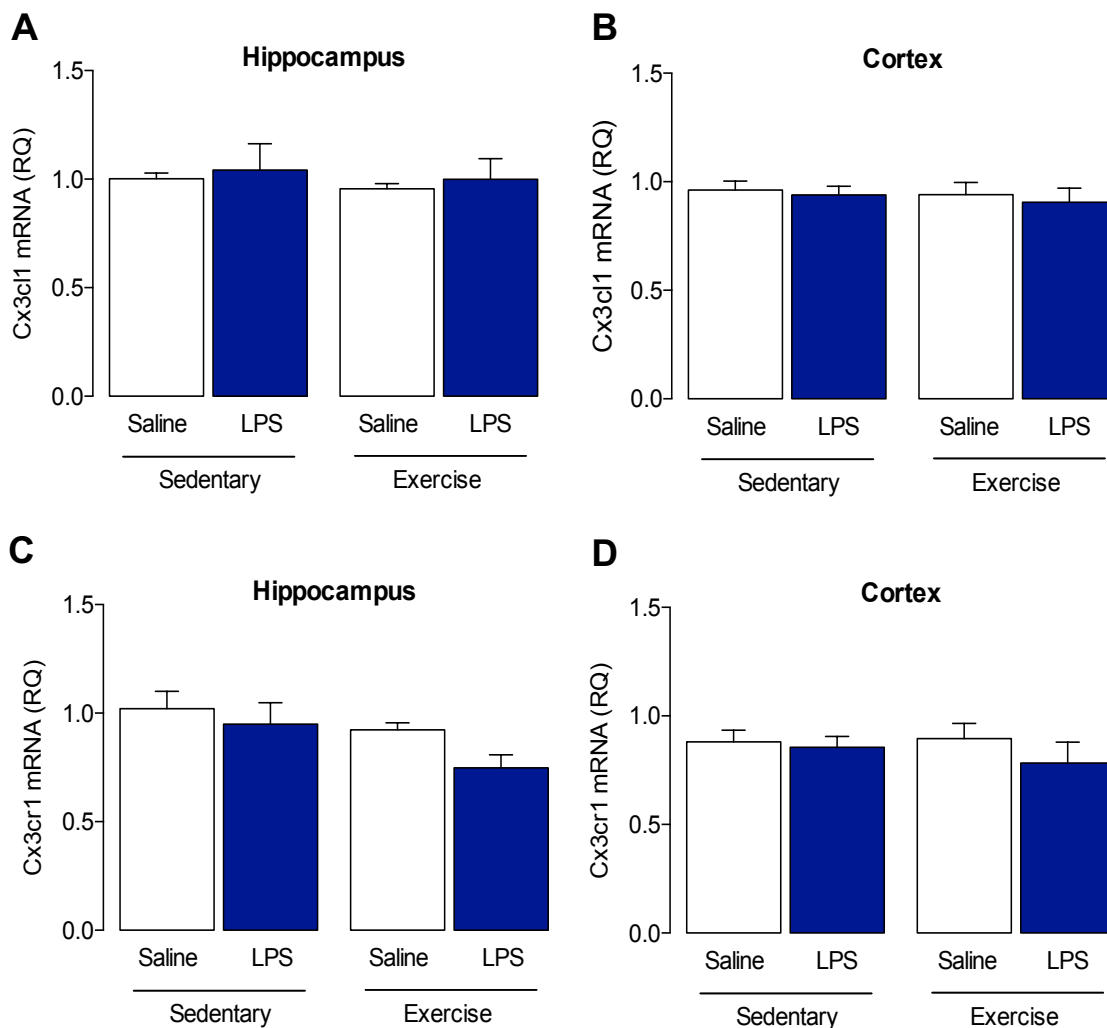 A
Hippocampus
Cx3cl1 mRNA (RQ)
1.5
1.0
0.5
0.0
Saline LPS Saline LPS
Sedentary Exercise
B
Cortex
Cx3cl1 mRNA (RQ)
1.5
1.0
0.5
0.0
Saline LPS Saline LPS
Sedentary Exercise
C
Hippocampus
Cx3cr1 mRNA (RQ)
1.5
1.0
0.5
0.0
Saline LPS Saline LPS
Sedentary Exercise
D
Cortex
Cx3cr1 mRNA (RQ)
1.5
1.0
0.5
0.0
Saline LPS Saline LPS
Sedentary Exercise